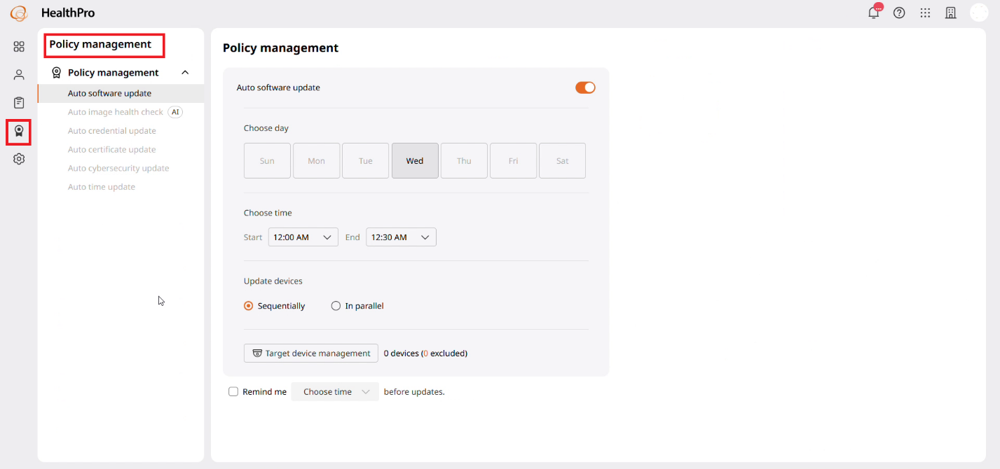 HealthPro
Policy management
Policy management
Auto software update
Auto image health check AI
Auto credential update
Auto certificate update
Auto cybersecurity update
Auto time update
Policy management
Auto software update
Choose day
Sun Mon Tue Wed Thu Fri Sat
Choose time
Start 12:00 AM End 12:30 AM
Update devices
Sequentially In parallel
Target device management 0 devices (0 excluded)
Remind me Choose time before updates.